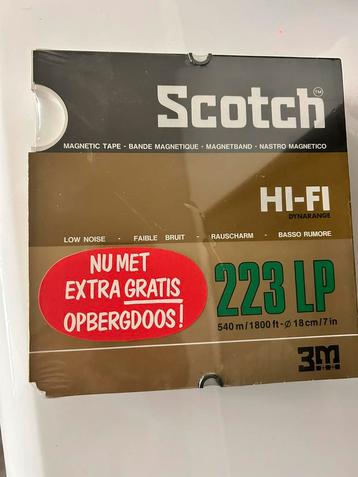 Scotch™
MAGNETIC TAPE - BANDE MAGNETIQUE - MAGNETBAND - NASTRO MAGNETICO
HI-FI
DYNARANGE
LOW NOISE - FAIBLE BRUIT - RAUSCHARM - BASSO RUMORE
NU MET
EXTRA GRATIS
OPBERGDOOS!
223 LP
540 m / 1800 ft - ⌀ 18 cm / 7 in
3M